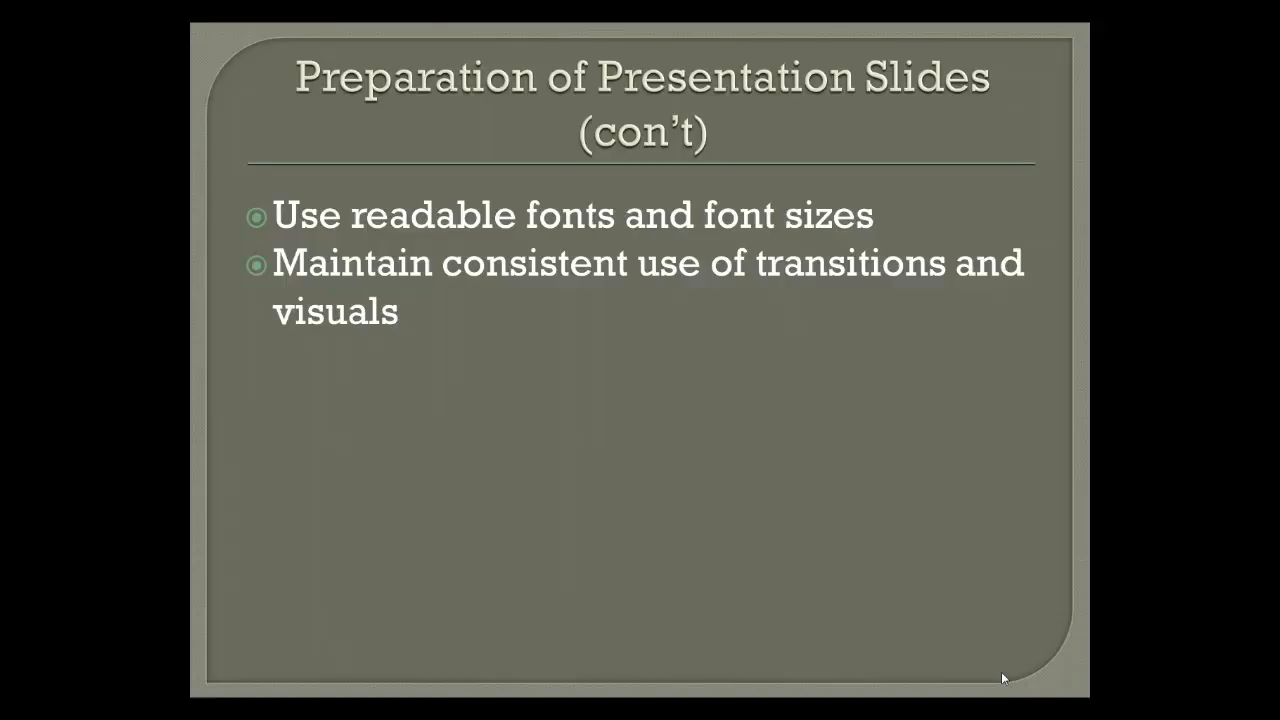 Preparation of Presentation Slides
(con’t)
Use readable fonts and font sizes
Maintain consistent use of transitions and
visuals